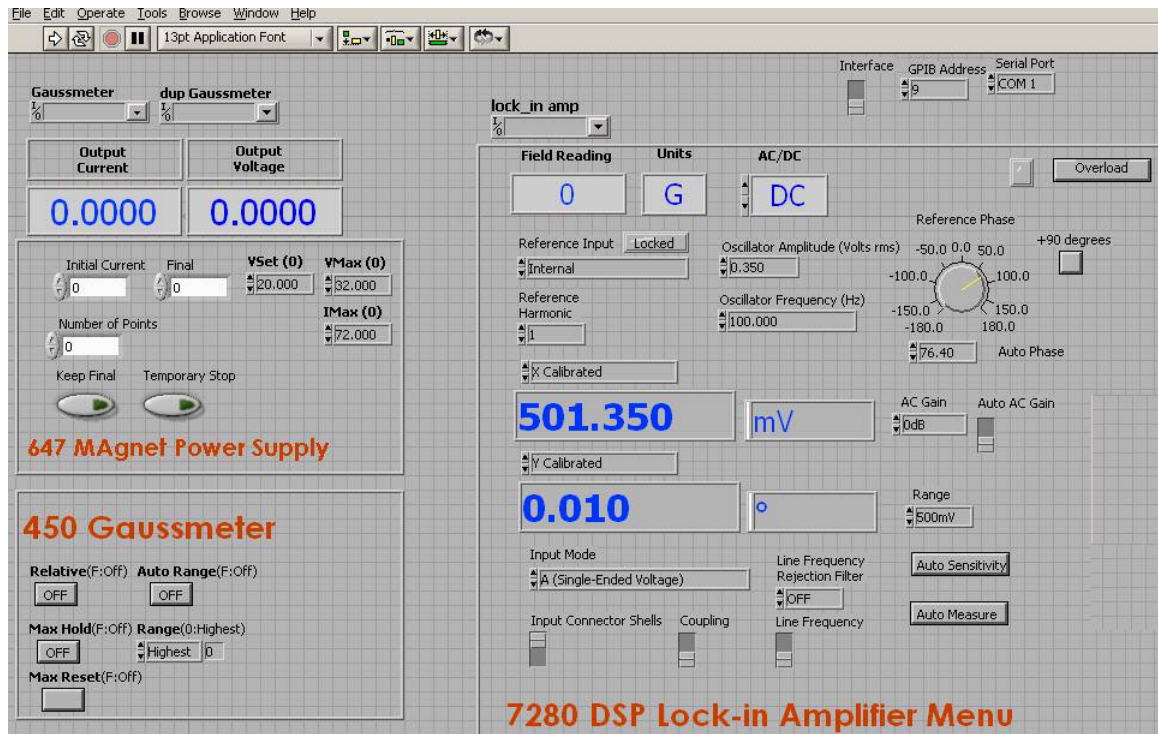 File Edit Operate Tools Browse Window Help
13pt Application Font
Interface GPIB Address Serial Port
9 COM 1
Gaussmeter dup Gaussmeter
lock_in amp
Output Current Output Voltage
0.0000 0.0000
Initial Current Final VSet (0) VMax (0)
0 0 20.000 32.000
IMax (0)
72.000
Number of Points
0
Keep Final Temporary Stop
647 MAgnet Power Supply
450 Gaussmeter
Relative(F:Off) Auto Range(F:Off)
OFF OFF
Max Hold(F:Off) Range(0:Highest)
OFF Highest 0
Max Reset(F:Off)
Field Reading Units AC/DC
0 G DC
Overload
Reference Input Locked Oscillator Amplitude (Volts rms)
Internal 0.350
Reference
Harmonic
1
Oscillator Frequency (Hz)
100.000
Reference Phase
-50.0 0.0 50.0
-100.0 100.0
-150.0 150.0
-180.0 180.0
+90 degrees
76.40 Auto Phase
X Calibrated
501.350 mV
AC Gain Auto AC Gain
0dB
Y Calibrated
0.010 °
Range
500mV
Input Mode
A (Single-Ended Voltage)
Line Frequency
Rejection Filter
OFF
Auto Sensitivity
Auto Measure
Input Connector Shells Coupling Line Frequency
7280 DSP Lock-in Amplifier Menu